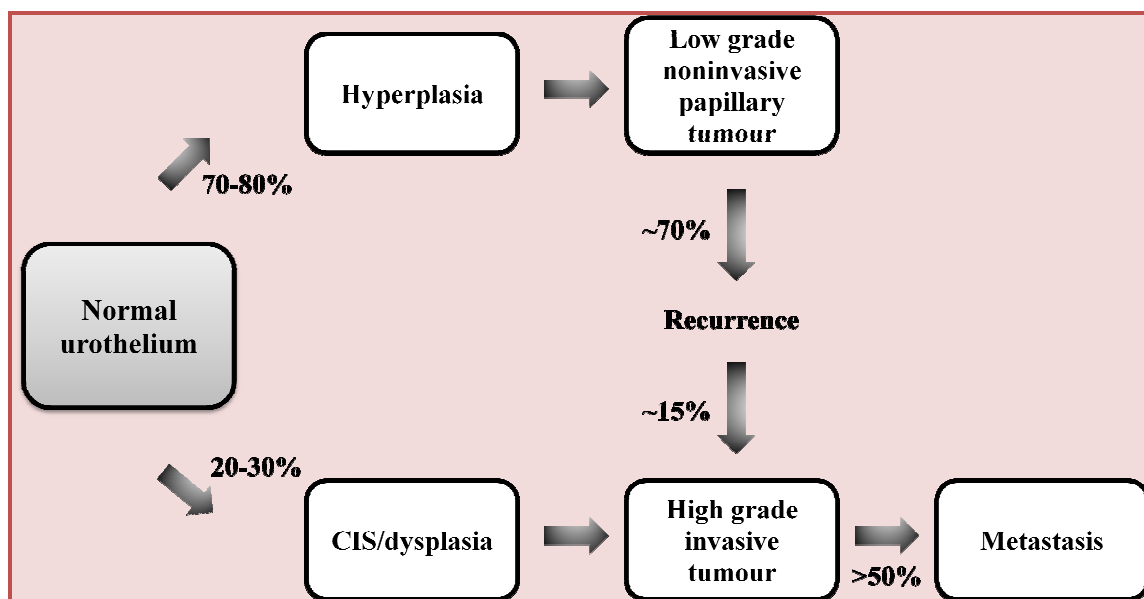 Hyperplasia
Low grade
noninvasive
papillary
tumour
70-80%
~70%
Normal
urothelium
Recurrence
~15%
20-30%
CIS/dysplasia
High grade
invasive
tumour
>50%
Metastasis